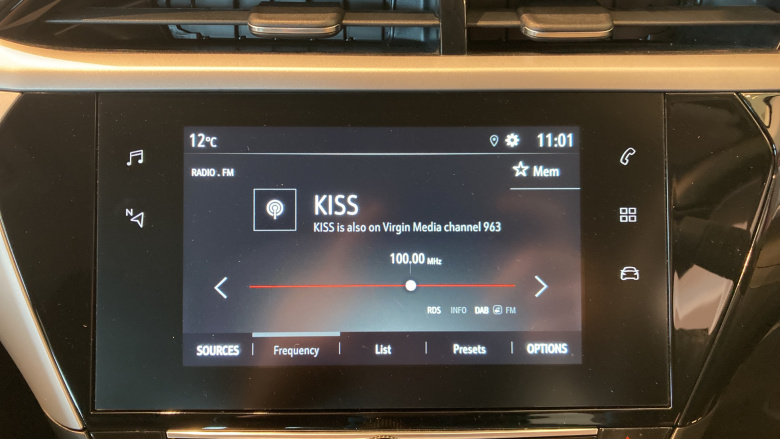 12°C
11:01
RADIO . FM
Mem
KISS
KISS is also on Virgin Media channel 963
100.00 MHz
RDS INFO DAB FM
SOURCES Frequency List Presets OPTIONS
N